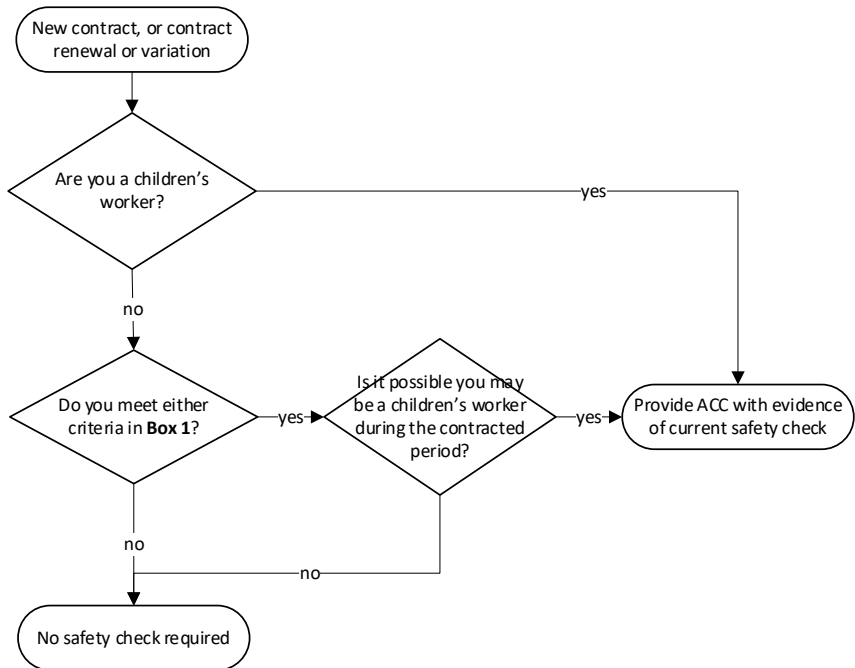 New contract, or contract
renewal or variation
Are you a children's
worker?
yes
no
Do you meet either
criteria in Box 1?
yes
Is it possible you may
be a children's worker
during the contracted
period?
yes
Provide ACC with evidence
of current safety check
no
no
No safety check required